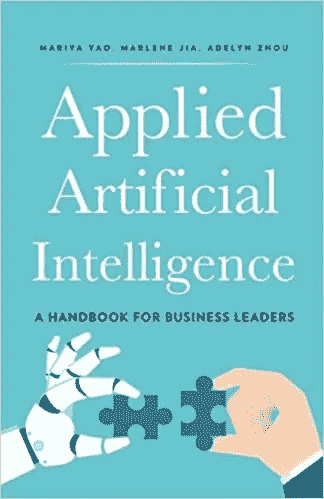 MARIYA YAO, MARLENE JIA, ADELYN ZHOU
Applied
Artificial
Intelligence
A HANDBOOK FOR BUSINESS LEADERS